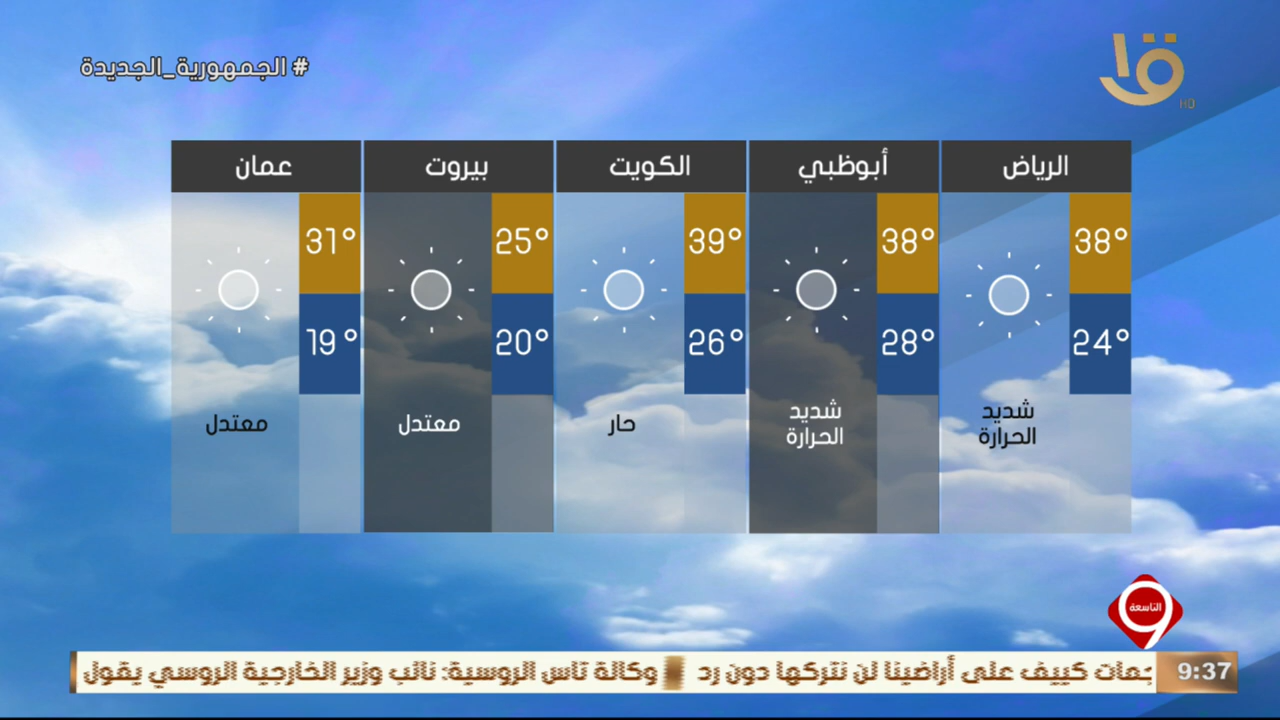 # الجمهورية_الجديدة
HD
الرياض
38°
24°
شديد
الحرارة
أبوظبي
38°
28°
شديد
الحرارة
الكويت
39°
26°
حار
بيروت
25°
20°
معتدل
عمان
31°
19°
معتدل
التاسعة
9
9:37
كييف على أراضينا لن نتركها دون رد وكالة تاس الروسية: نائب وزير الخارجية الروسي يقول